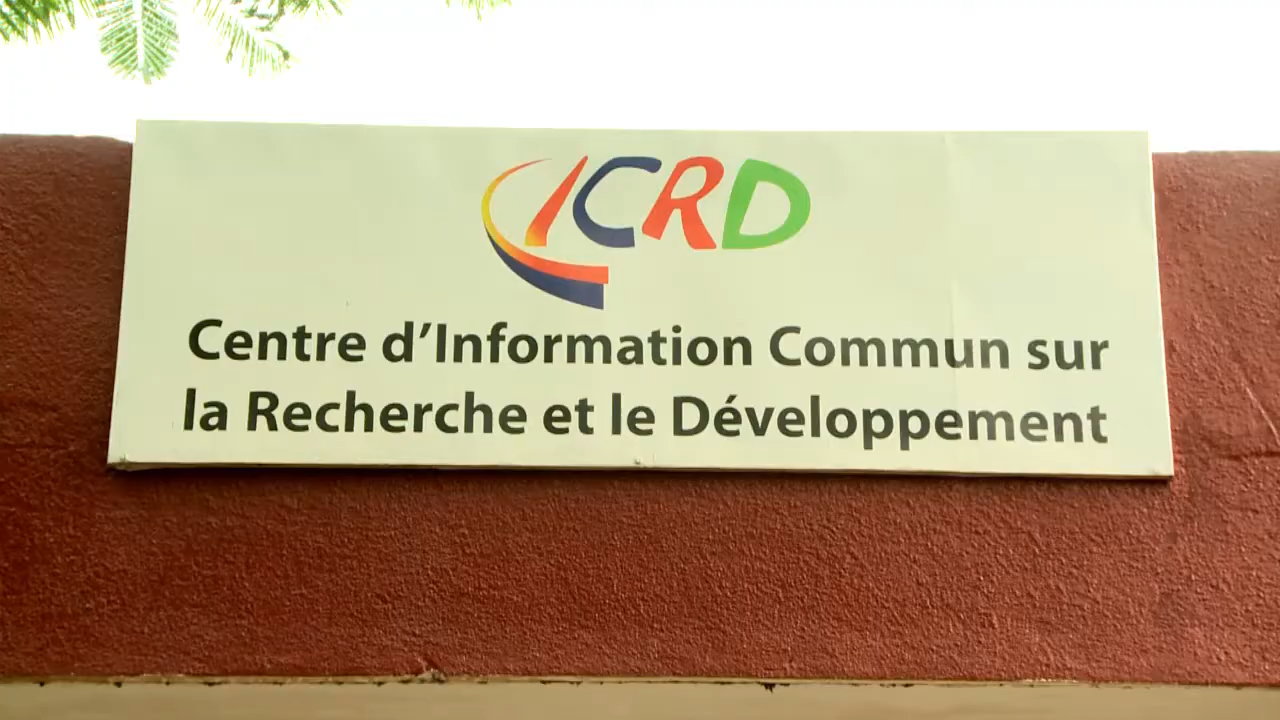 CICRD
Centre d’Information Commun sur
la Recherche et le Développement